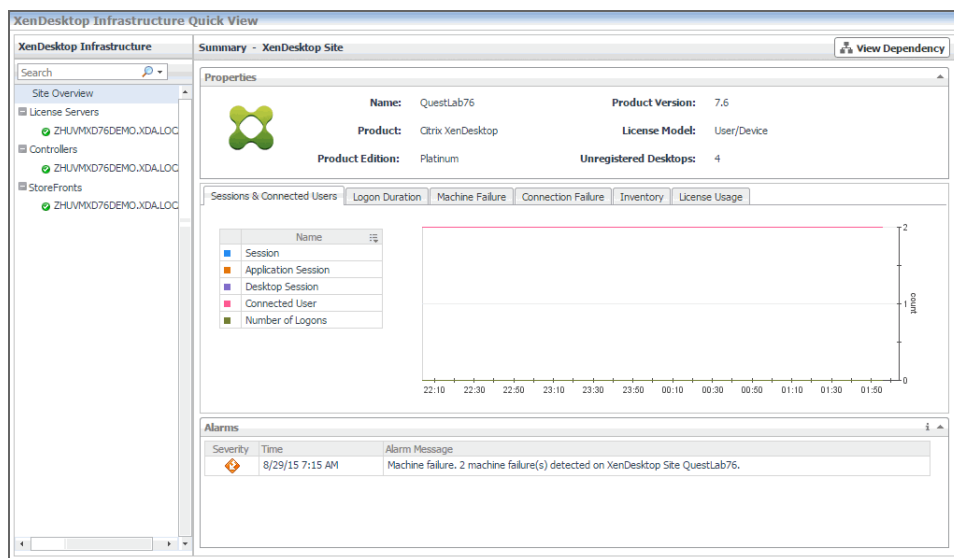 XenDesktop Infrastructure Quick View
XenDesktop Infrastructure
Search
Site Overview
License Servers
ZHUVMXD76DEMO.XDA.LOC
Controllers
ZHUVMXD76DEMO.XDA.LOC
StoreFronts
ZHUVMXD76DEMO.XDA.LOC
Summary - XenDesktop Site
View Dependency
Properties
Name: QuestLab76 Product Version: 7.6
Product: Citrix XenDesktop License Model: User/Device
Product Edition: Platinum Unregistered Desktops: 4
Sessions & Connected Users Logon Duration Machine Failure Connection Failure Inventory License Usage
Name
Session
Application Session
Desktop Session
Connected User
Number of Logons
2
1
0
count
22:10 22:30 22:50 23:10 23:30 23:50 00:10 00:30 00:50 01:10 01:30 01:50
Alarms
Severity Time Alarm Message
8/29/15 7:15 AM Machine failure. 2 machine failure(s) detected on XenDesktop Site QuestLab76.